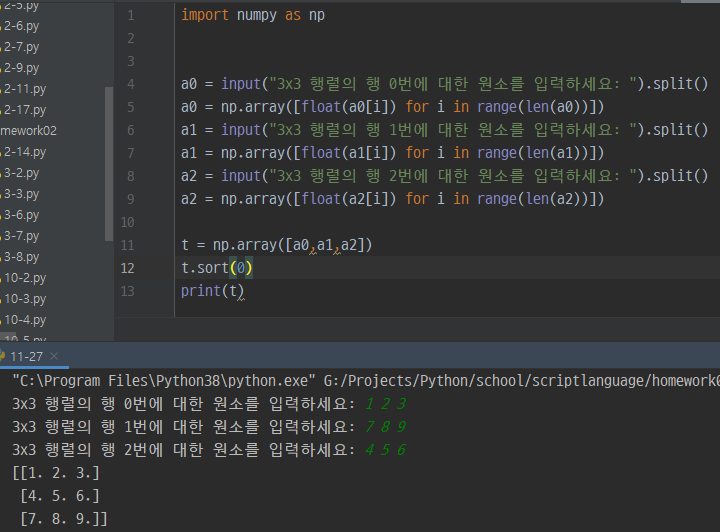 2-5.py
2-6.py
2-7.py
2-9.py
2-11.py
2-17.py
mework02
2-14.py
3-2.py
3-3.py
3-6.py
3-7.py
3-8.py
10-2.py
10-3.py
10-4.py
10-5.py
1 import numpy as np
2
3
4 a0 = input("3x3 행렬의 행 0번에 대한 원소를 입력하세요: ").split()
5 a0 = np.array([float(a0[i]) for i in range(len(a0))])
6 a1 = input("3x3 행렬의 행 1번에 대한 원소를 입력하세요: ").split()
7 a1 = np.array([float(a1[i]) for i in range(len(a1))])
8 a2 = input("3x3 행렬의 행 2번에 대한 원소를 입력하세요: ").split()
9 a2 = np.array([float(a2[i]) for i in range(len(a2))])
10
11 t = np.array([a0,a1,a2])
12 t.sort(0)
13 print(t)
11-27 ×
"C:\Program Files\Python38\python.exe" G:/Projects/Python/school/scriptlanguage/homework0
3x3 행렬의 행 0번에 대한 원소를 입력하세요: 1 2 3
3x3 행렬의 행 1번에 대한 원소를 입력하세요: 7 8 9
3x3 행렬의 행 2번에 대한 원소를 입력하세요: 4 5 6
[[1. 2. 3.]
[4. 5. 6.]
[7. 8. 9.]]